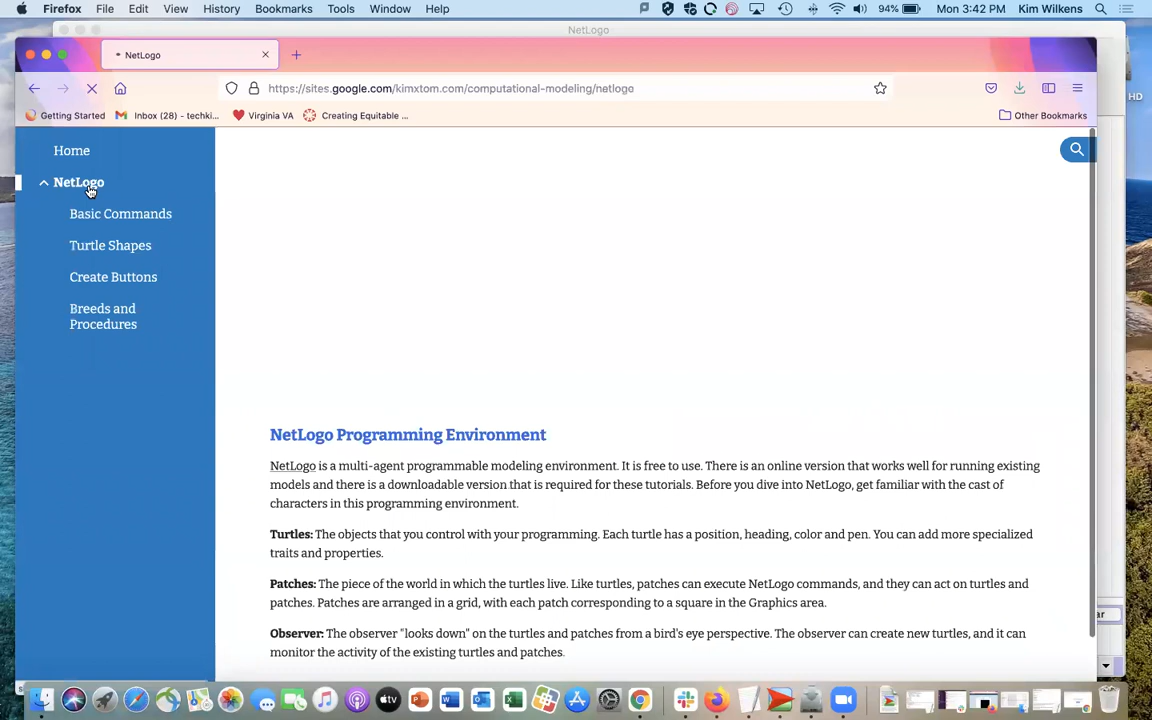 Firefox File Edit View History Bookmarks Tools Window Help 94% Mon 3:42 PM Kim Wilkens
NetLogo
NetLogo
https://sites.google.com/kimxtom.com/computational-modeling/netlogo
Getting Started Inbox (28) - techki... Virginia VA Creating Equitable ... Other Bookmarks
HD
Home
NetLogo
Basic Commands
Turtle Shapes
Create Buttons
Breeds and
Procedures
NetLogo Programming Environment
NetLogo is a multi-agent programmable modeling environment. It is free to use. There is an online version that works well for running existing
models and there is a downloadable version that is required for these tutorials. Before you dive into NetLogo, get familiar with the cast of
characters in this programming environment.
Turtles: The objects that you control with your programming. Each turtle has a position, heading, color and pen. You can add more specialized
traits and properties.
Patches: The piece of the world in which the turtles live. Like turtles, patches can execute NetLogo commands, and they can act on turtles and
patches. Patches are arranged in a grid, with each patch corresponding to a square in the Graphics area.
Observer: The observer "looks down" on the turtles and patches from a bird's eye perspective. The observer can create new turtles, and it can
monitor the activity of the existing turtles and patches.
ar
tv